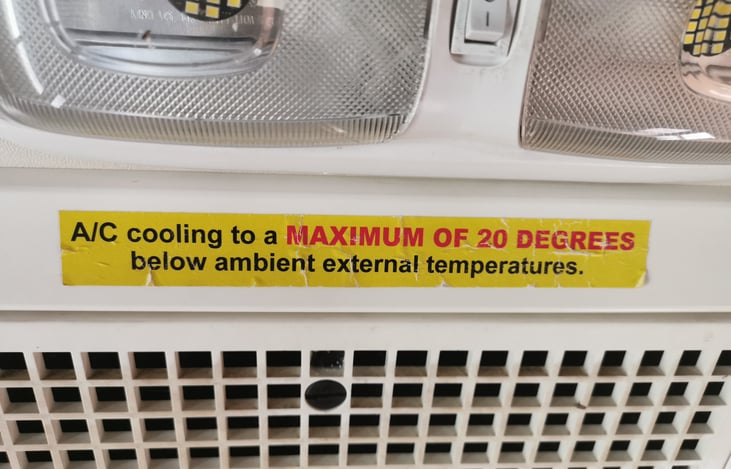 A/C cooling to a MAXIMUM OF 20 DEGREES
below ambient external temperatures.